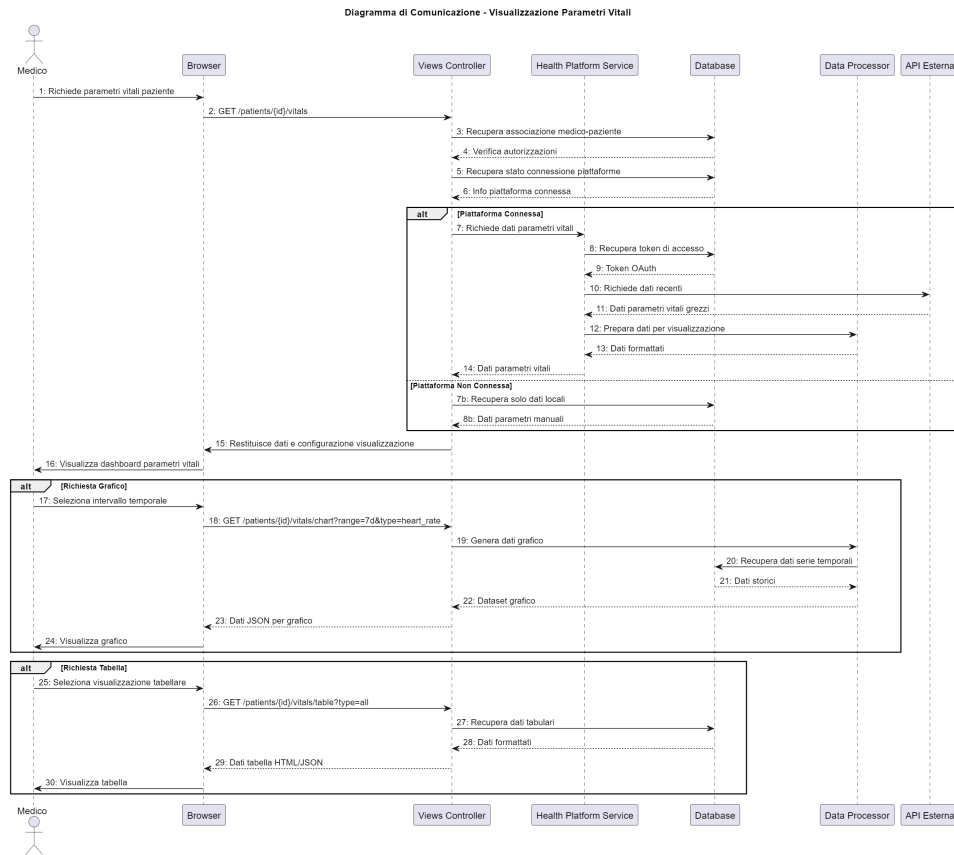 Diagramma di Comunicazione - Visualizzazione Parametri Vitali
Medico
Browser
Views Controller
Health Platform Service
Database
Data Processor
API Esterna
1: Richiede parametri vitali paziente
2: GET /patients/{id}/vitals
3: Recupera associazione medico-paziente
4: Verifica autorizzazioni
5: Recupera stato connessione piattaforme
6: Info piattaforma connessa
alt
[Piattaforma Connessa]
7: Richiede dati parametri vitali
8: Recupera token di accesso
9: Token OAuth
10: Richiede dati recenti
11: Dati parametri vitali grezzi
12: Prepara dati per visualizzazione
13: Dati formattati
14: Dati parametri vitali
[Piattaforma Non Connessa]
7b: Recupera solo dati locali
8b: Dati parametri manuali
15: Restituisce dati e configurazione visualizzazione
16: Visualizza dashboard parametri vitali
alt
[Richiesta Grafico]
17: Seleziona intervallo temporale
18: GET /patients/{id}/vitals/chart?range=7d&type=heart_rate
19: Genera dati grafico
20: Recupera dati serie temporali
21: Dati storici
22: Dataset grafico
23: Dati JSON per grafico
24: Visualizza grafico
alt
[Richiesta Tabella]
25: Seleziona visualizzazione tabellare
26: GET /patients/{id}/vitals/table?type=all
27: Recupera dati tabulari
28: Dati formattati
29: Dati tabella HTML/JSON
30: Visualizza tabella
Medico
Browser
Views Controller
Health Platform Service
Database
Data Processor
API Esterna